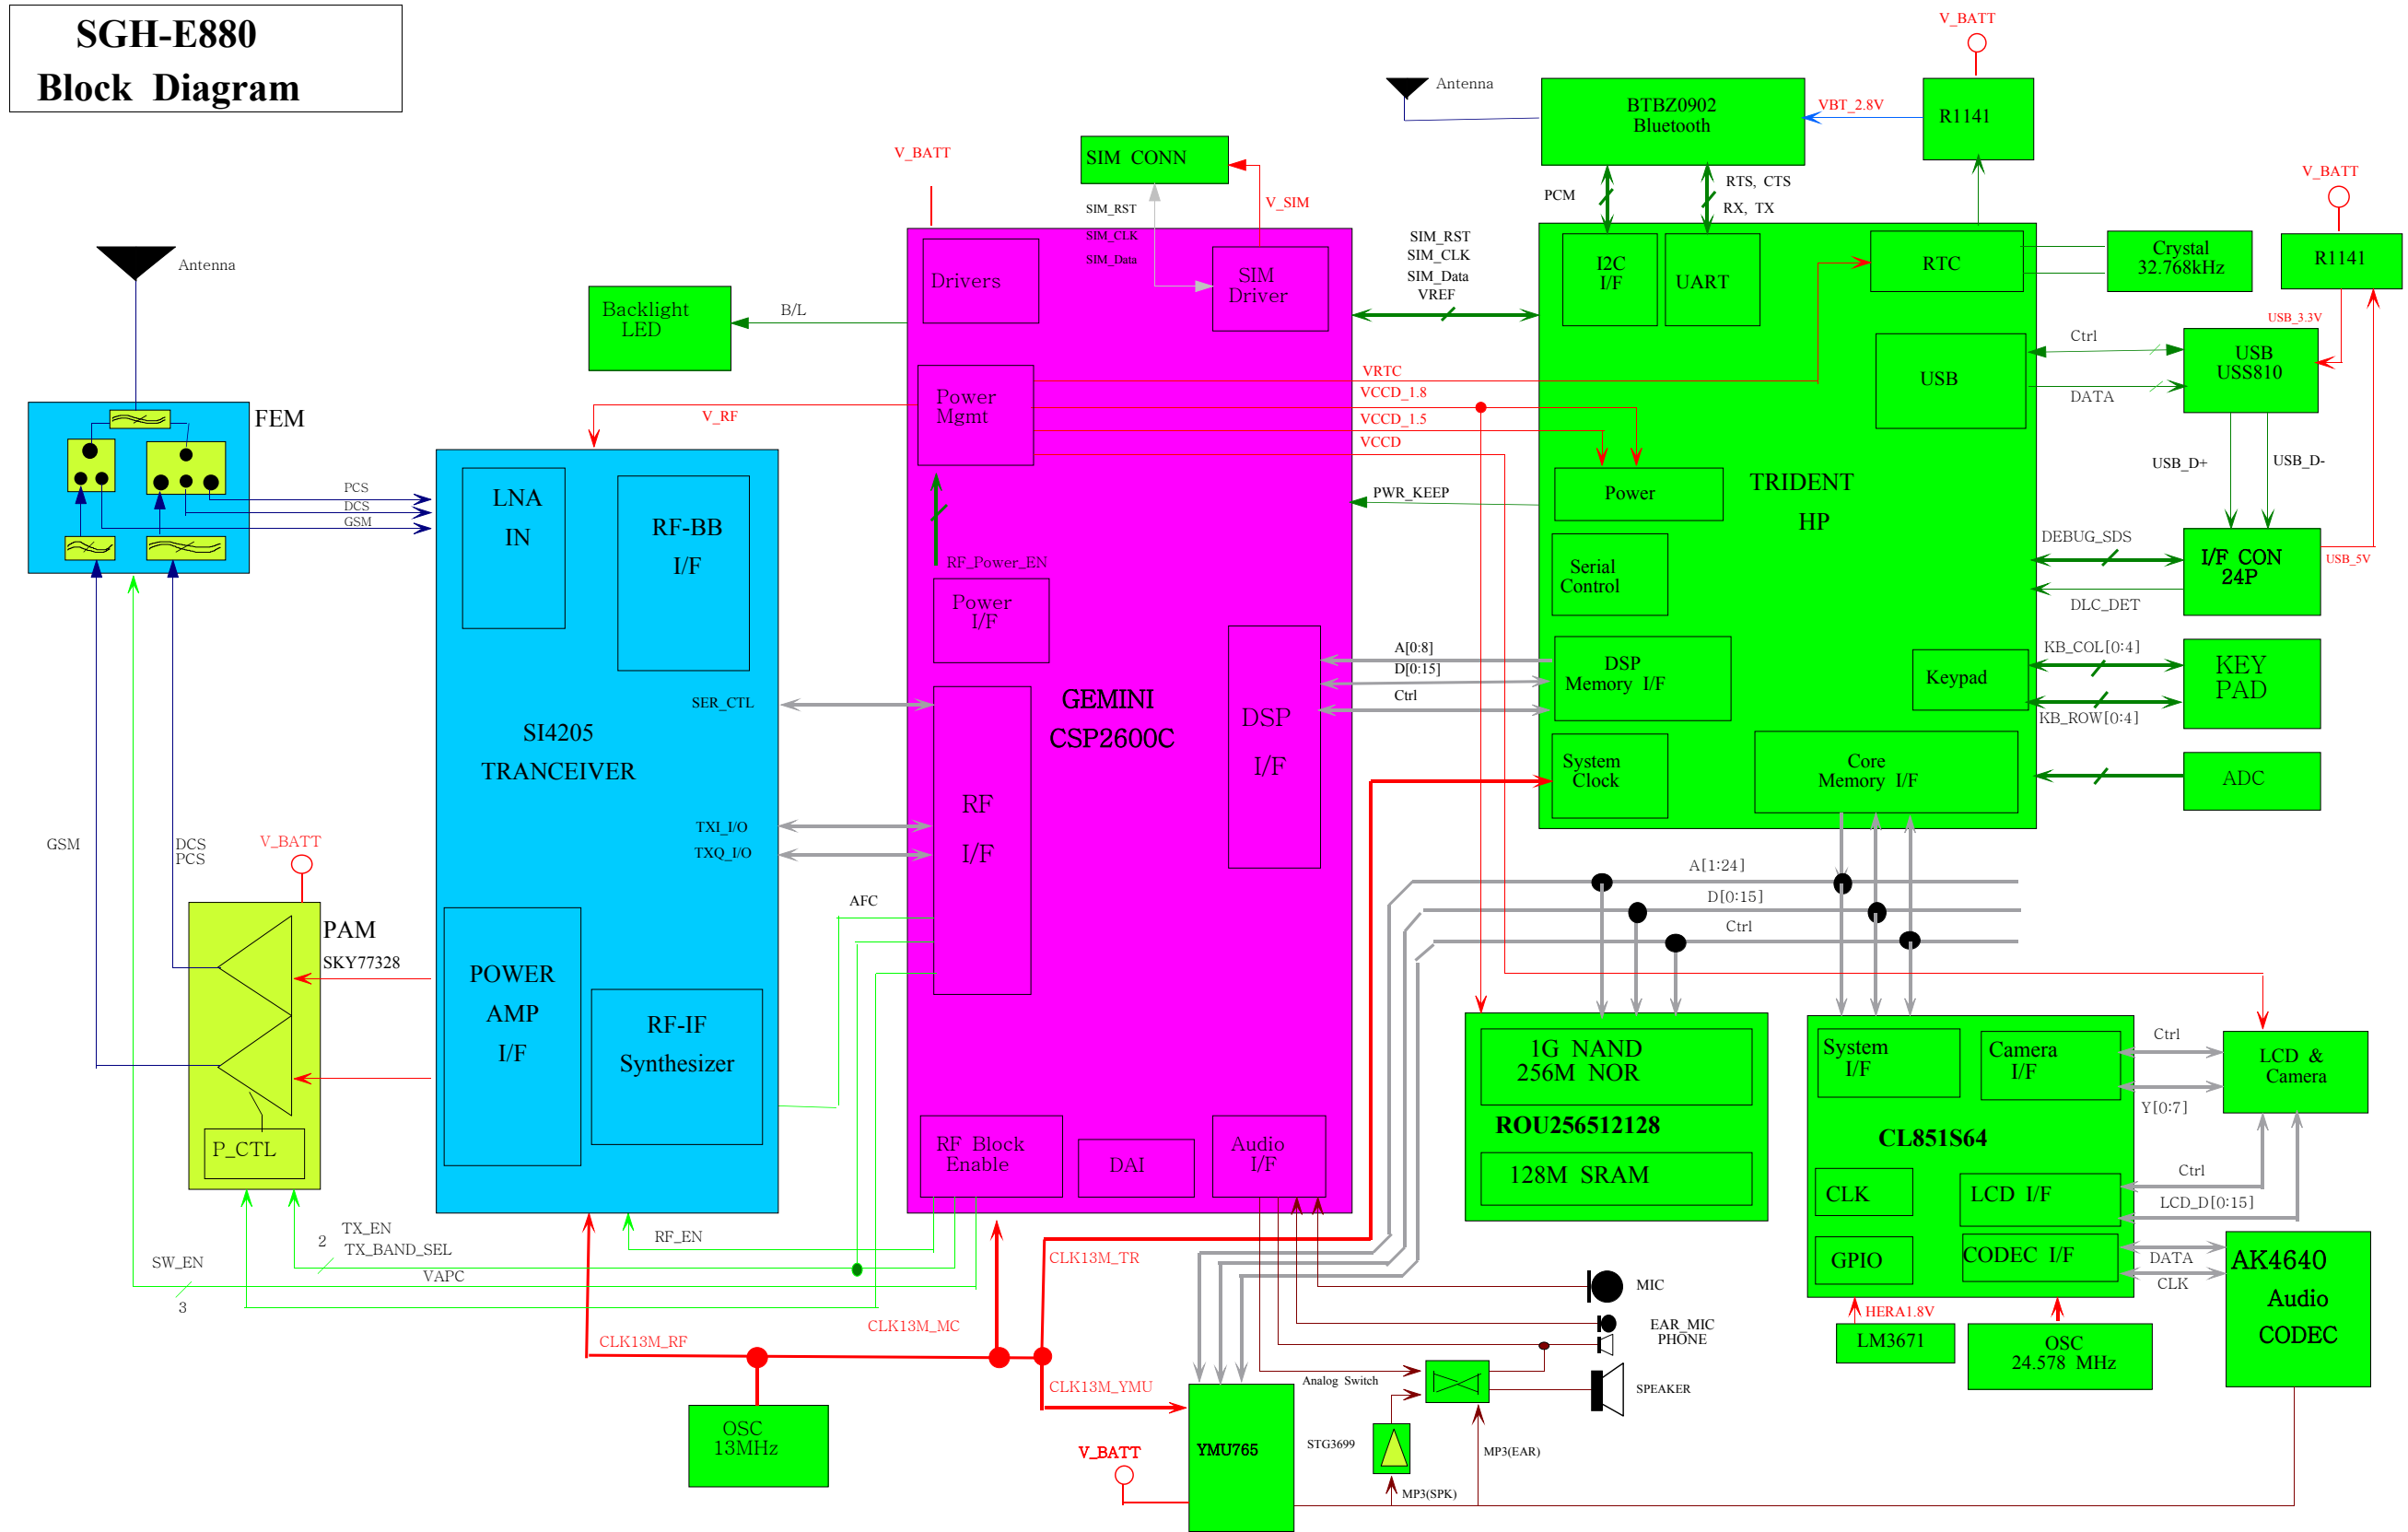 SGH-E880
Block Diagram
V_BATT
Antenna
BTBZ0902
Bluetooth
VBT_2.8V
R1141
V_BATT
SIM CONN
V_BATT
SIM_RST
SIM_CLK
SIM_Data
V_SIM
PCM
RTS, CTS
RX, TX
R1141
Antenna
Drivers
SIM
Driver
SIM_RST
SIM_CLK
SIM_Data
VREF
I2C
I/F
UART
RTC
Crystal
32.768kHz
Backlight
LED
B/L
USB_3.3V
Ctrl
USB
USS810
USB
DATA
FEM
V_RF
Power
Mgmt
VRTC
VCCD_1.8
VCCD_1.5
VCCD
PCS
DCS
GSM
LNA
IN
RF-BB
I/F
PWR_KEEP
Power
TRIDENT
HP
USB_D+
USB_D-
RF_Power_EN
Power
I/F
Serial
Control
DEBUG_SDS
I/F CON
24P
USB_5V
DLC_DET
A[0:8]
D[0:15]
Ctrl
DSP
Memory I/F
Keypad
KB_COL[0:4]
KEY
PAD
KB_ROW[0:4]
SER_CTL
GEMINI
CSP2600C
DSP
I/F
SI4205
TRANCEIVER
System
Clock
Core
Memory I/F
ADC
RF
I/F
TXI_I/O
TXQ_I/O
GSM
DCS
PCS
V_BATT
AFC
A[1:24]
D[0:15]
Ctrl
PAM
SKY77328
POWER
AMP
I/F
RF-IF
Synthesizer
P_CTL
1G NAND
256M NOR
ROU256512128
128M SRAM
System
I/F
Camera
I/F
Ctrl
Y[0:7]
LCD &
Camera
CL851S64
CLK
LCD I/F
Ctrl
LCD_D[0:15]
GPIO
CODEC I/F
DATA
CLK
AK4640
Audio
CODEC
RF Block
Enable
DAI
Audio
I/F
TX_EN
2
TX_BAND_SEL
RF_EN
SW_EN
VAPC
3
CLK13M_TR
CLK13M_MC
CLK13M_RF
CLK13M_YMU
MIC
EAR_MIC
PHONE
SPEAKER
Analog Switch
HERA1.8V
LM3671
OSC
24.578 MHz
OSC
13MHz
V_BATT
YMU765
STG3699
MP3(EAR)
MP3(SPK)